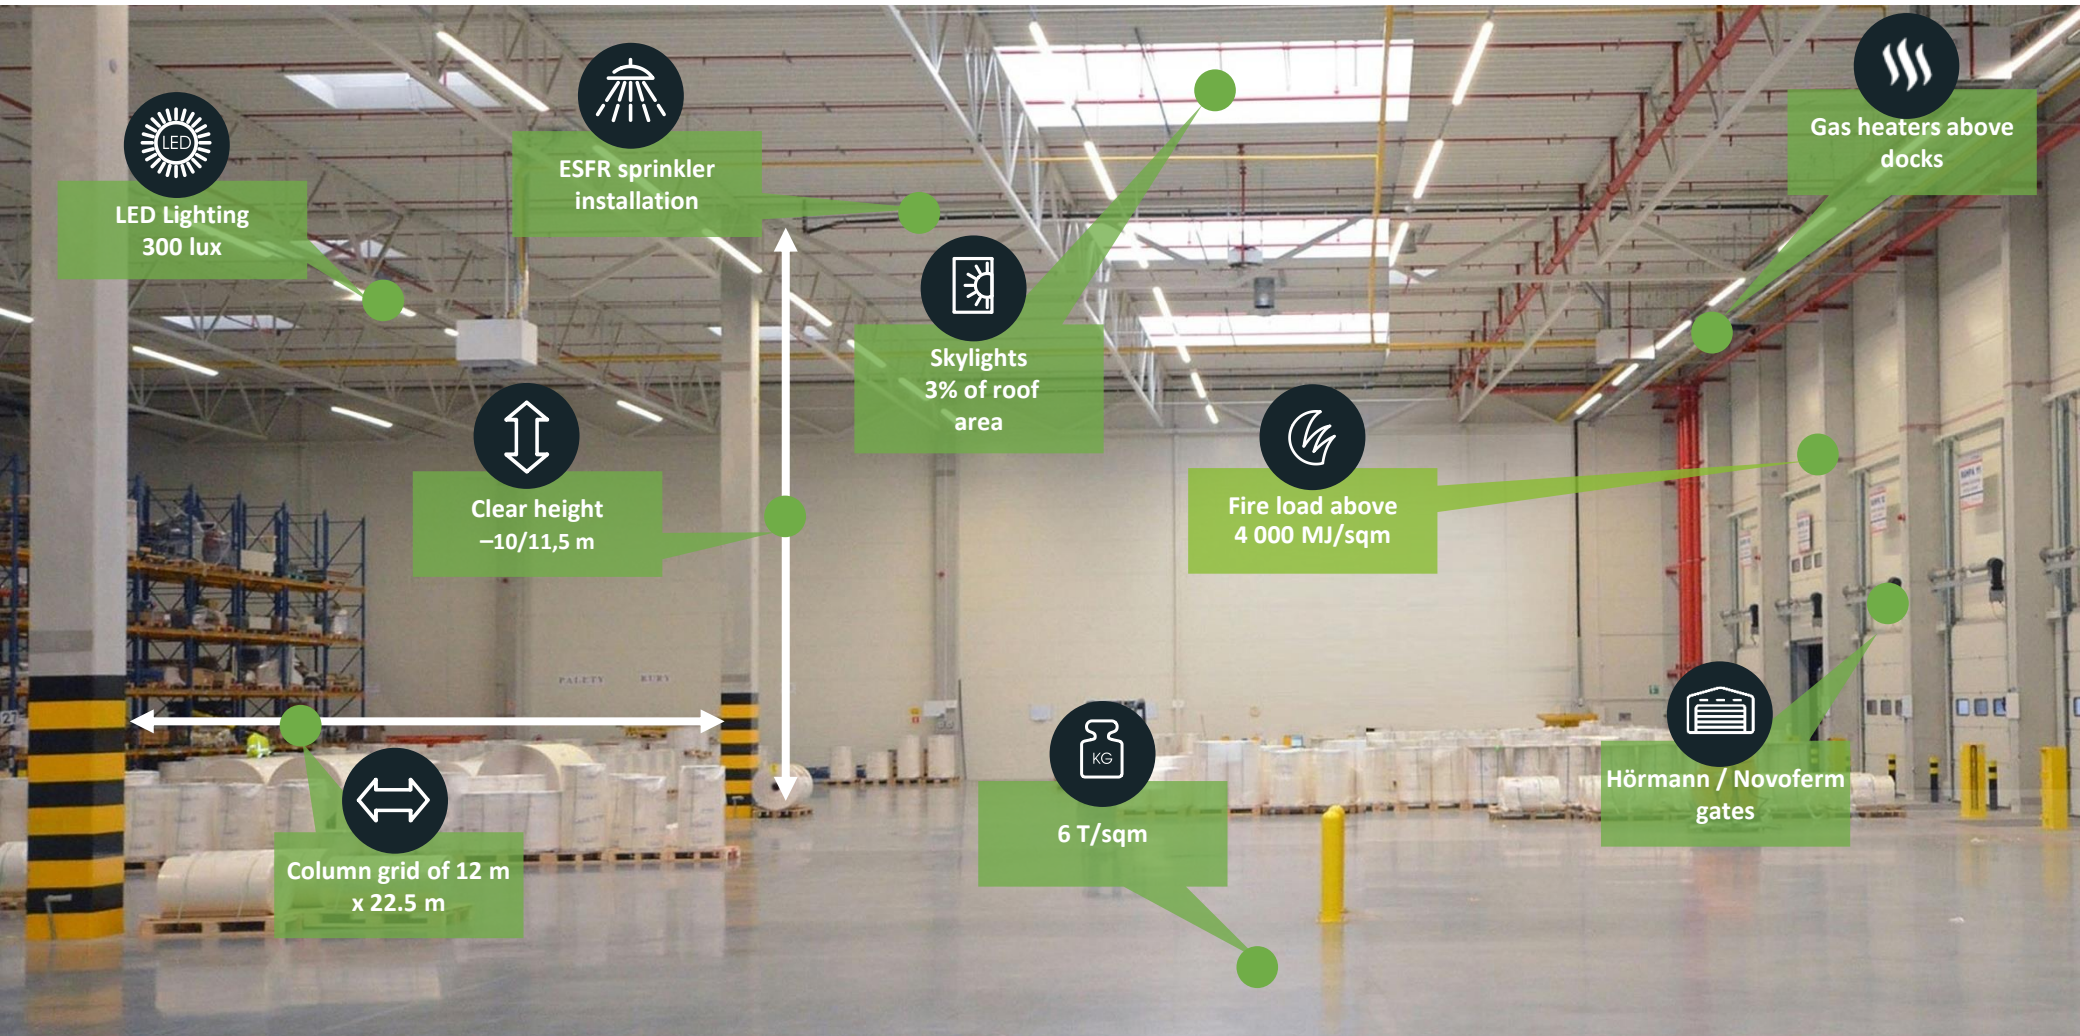 LED
LED Lighting
300 lux
ESFR sprinkler
installation
Gas heaters above
docks
Skylights
3% of roof
area
Clear height
–10/11,5 m
Fire load above
4 000 MJ/sqm
PALETY
BURY
27
KG
6 T/sqm
Hörmann / Novoferm
gates
Column grid of 12 m
x 22.5 m